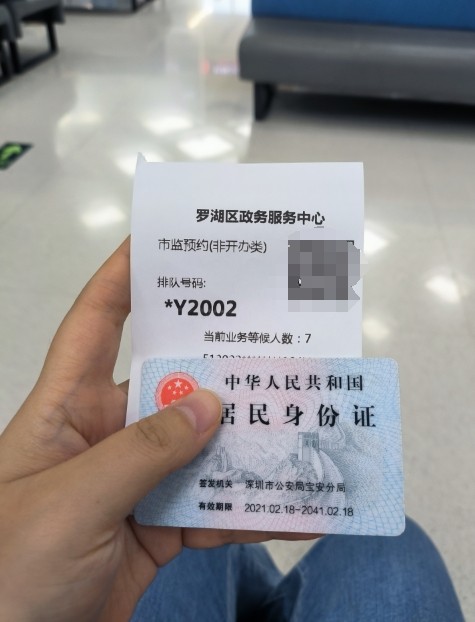 罗湖区政务服务中心
市监预约(非开办类)
排队号码:
*Y2002
当前业务等候人数：7
中华人民共和国
居民身份证
签发机关 深圳市公安局宝安分局
有效期限 2021.02.18-2041.02.18